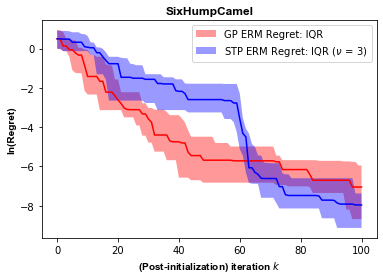 SixHumpCamel
GP ERM Regret: IQR
STP ERM Regret: IQR (ν = 3)
0
−2
−4
−6
−8
ln(Regret)
0 20 40 60 80 100
(Post-initialization) iteration k